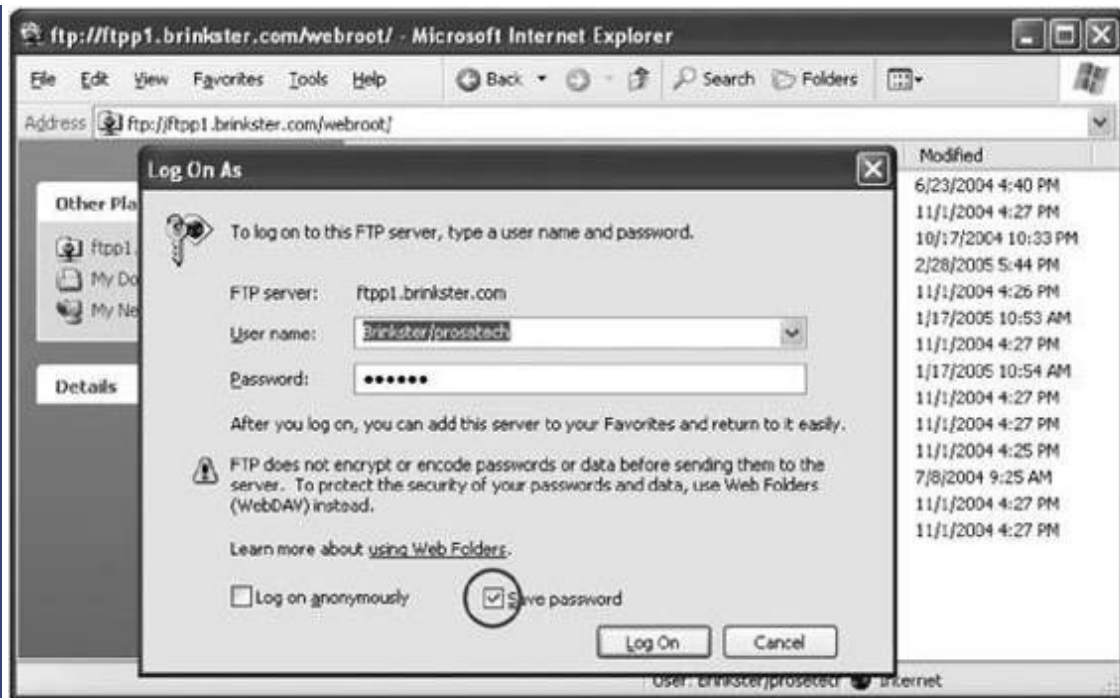 ftp://ftpp1.brinkster.com/webroot/ - Microsoft Internet Explorer
File Edit View Favorites Tools Help Back Search Folders
Address ftp://ftpp1.brinkster.com/webroot/
Log On As
Modified
6/23/2004 4:40 PM
11/1/2004 4:27 PM
10/17/2004 10:33 PM
2/28/2005 5:44 PM
11/1/2004 4:26 PM
1/17/2005 10:53 AM
11/1/2004 4:27 PM
1/17/2005 10:54 AM
11/1/2004 4:27 PM
11/1/2004 4:27 PM
11/1/2004 4:25 PM
7/8/2004 9:25 AM
11/1/2004 4:27 PM
11/1/2004 4:27 PM
Other Pla
ftpp1.
My Do
My Ne
Details
To log on to this FTP server, type a user name and password.
FTP server: ftpp1.brinkster.com
User name: Brinkster/prosetech
Password: ••••••
After you log on, you can add this server to your Favorites and return to it easily.
FTP does not encrypt or encode passwords or data before sending them to the
server. To protect the security of your passwords and data, use Web Folders
(WebDAV) instead.
Learn more about using Web Folders.
Log on anonymously Save password
Log On Cancel
User: Brinkster/prosetech Internet